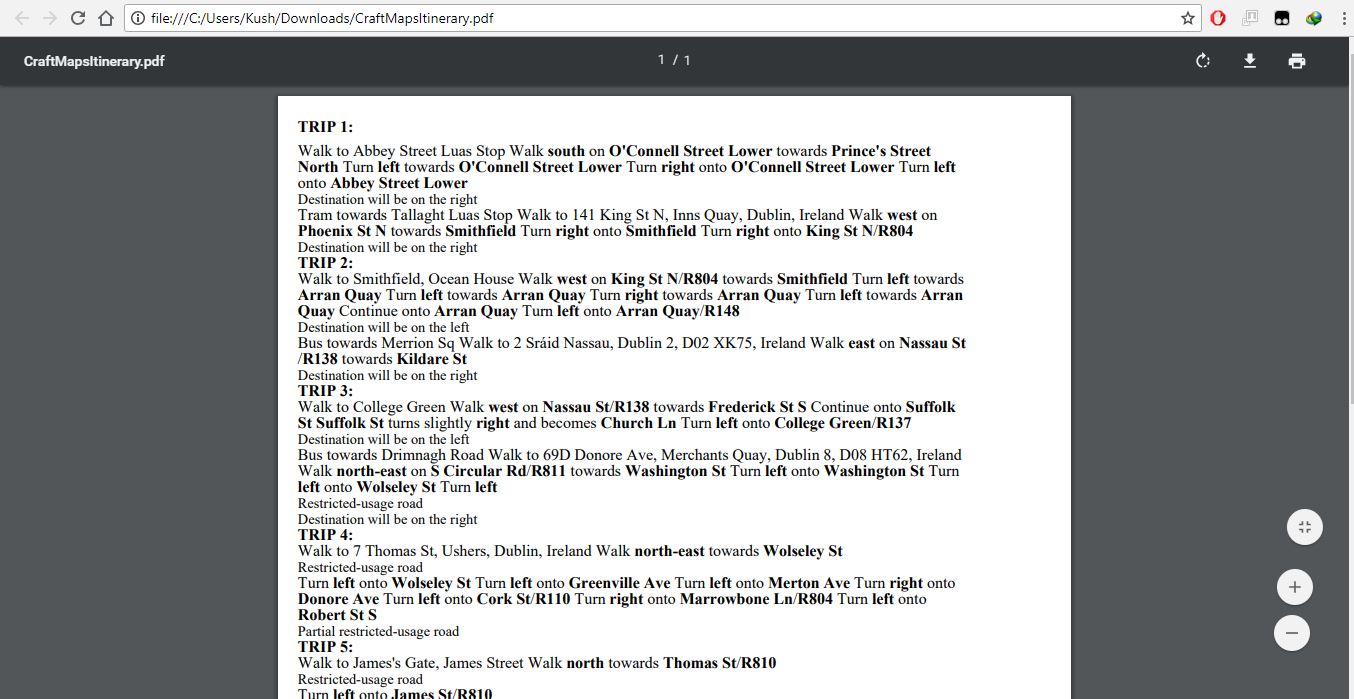 file:///C:/Users/Kush/Downloads/CraftMapsItinerary.pdf
CraftMapsItinerary.pdf
1 / 1
TRIP 1:
Walk to Abbey Street Luas Stop Walk south on O'Connell Street Lower towards Prince's Street
North Turn left towards O'Connell Street Lower Turn right onto O'Connell Street Lower Turn left
onto Abbey Street Lower
Destination will be on the right
Tram towards Tallaght Luas Stop Walk to 141 King St N, Inns Quay, Dublin, Ireland Walk west on
Phoenix St N towards Smithfield Turn right onto Smithfield Turn right onto King St N/R804
Destination will be on the right
TRIP 2:
Walk to Smithfield, Ocean House Walk west on King St N/R804 towards Smithfield Turn left towards
Arran Quay Turn left towards Arran Quay Turn right towards Arran Quay Turn left towards Arran
Quay Continue onto Arran Quay Turn left onto Arran Quay/R148
Destination will be on the left
Bus towards Merrion Sq Walk to 2 Sráid Nassau, Dublin 2, D02 XK75, Ireland Walk east on Nassau St
/R138 towards Kildare St
Destination will be on the right
TRIP 3:
Walk to College Green Walk west on Nassau St/R138 towards Frederick St S Continue onto Suffolk
St Suffolk St turns slightly right and becomes Church Ln Turn left onto College Green/R137
Destination will be on the left
Bus towards Drimnagh Road Walk to 69D Donore Ave, Merchants Quay, Dublin 8, D08 HT62, Ireland
Walk north-east on S Circular Rd/R811 towards Washington St Turn left onto Washington St Turn
left onto Wolseley St Turn left
Restricted-usage road
Destination will be on the right
TRIP 4:
Walk to 7 Thomas St, Ushers, Dublin, Ireland Walk north-east towards Wolseley St
Restricted-usage road
Turn left onto Wolseley St Turn left onto Greenville Ave Turn left onto Merton Ave Turn right onto
Donore Ave Turn left onto Cork St/R110 Turn right onto Marrowbone Ln/R804 Turn left onto
Robert St S
Partial restricted-usage road
TRIP 5:
Walk to James's Gate, James Street Walk north towards Thomas St/R810
Restricted-usage road
Turn left onto James St/R810